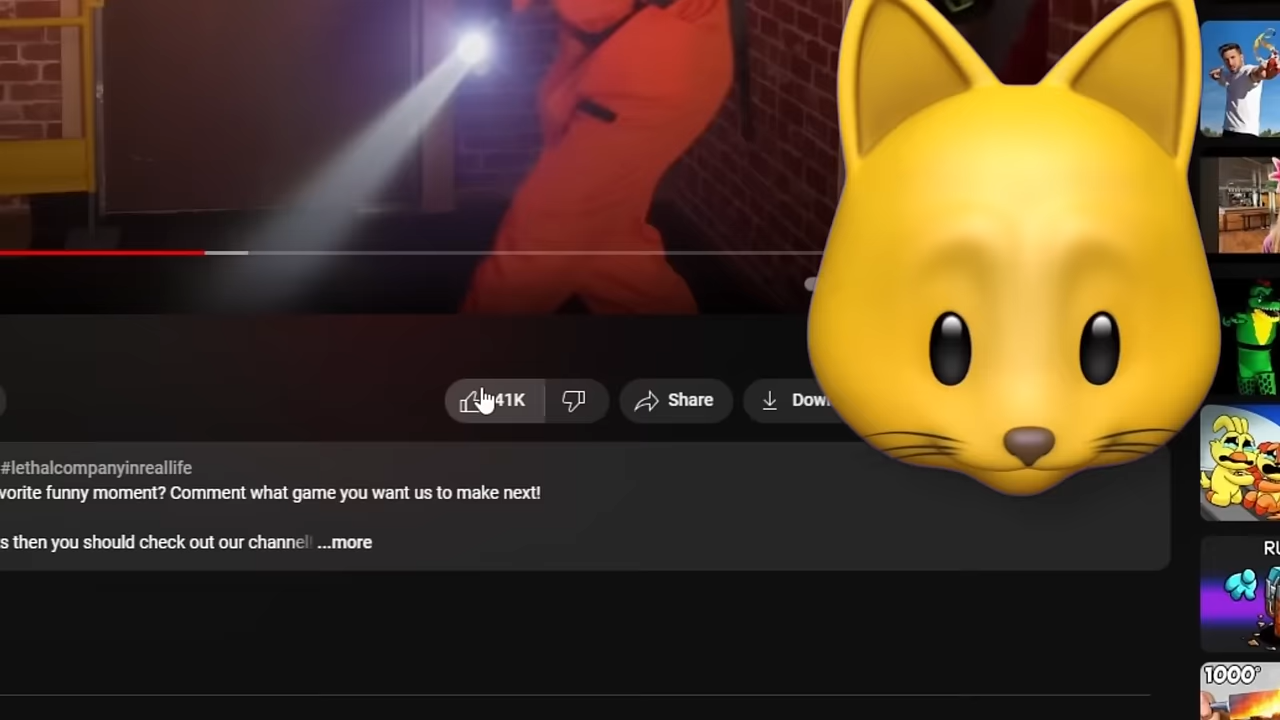 41K
Share
Dow
#lethalcompanyinreallife
vorite funny moment? Comment what game you want us to make next!
s then you should check out our channel ...more
RU
1000°